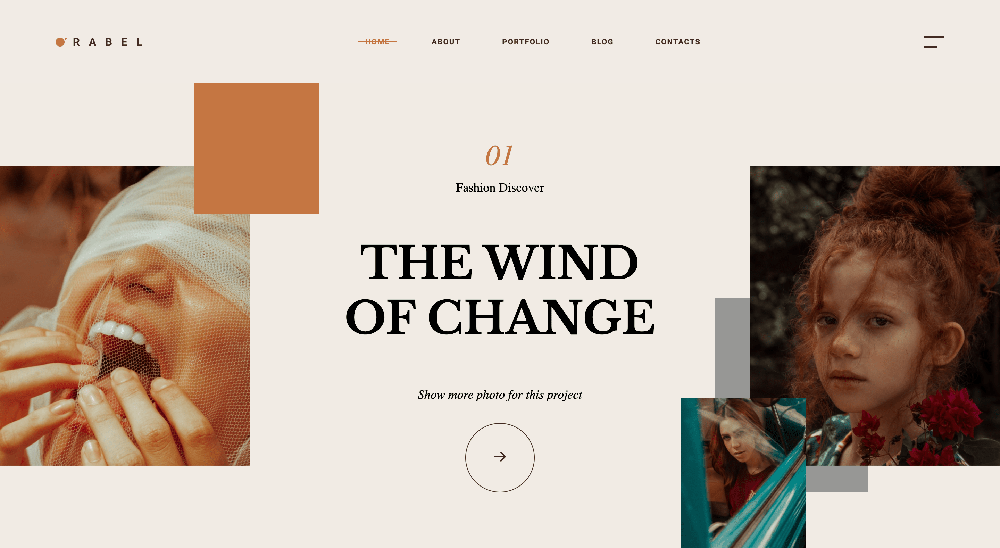 RABEL
HOME
ABOUT
PORTFOLIO
BLOG
CONTACTS
01
Fashion Discover
THE WIND
OF CHANGE
Show more photo for this project